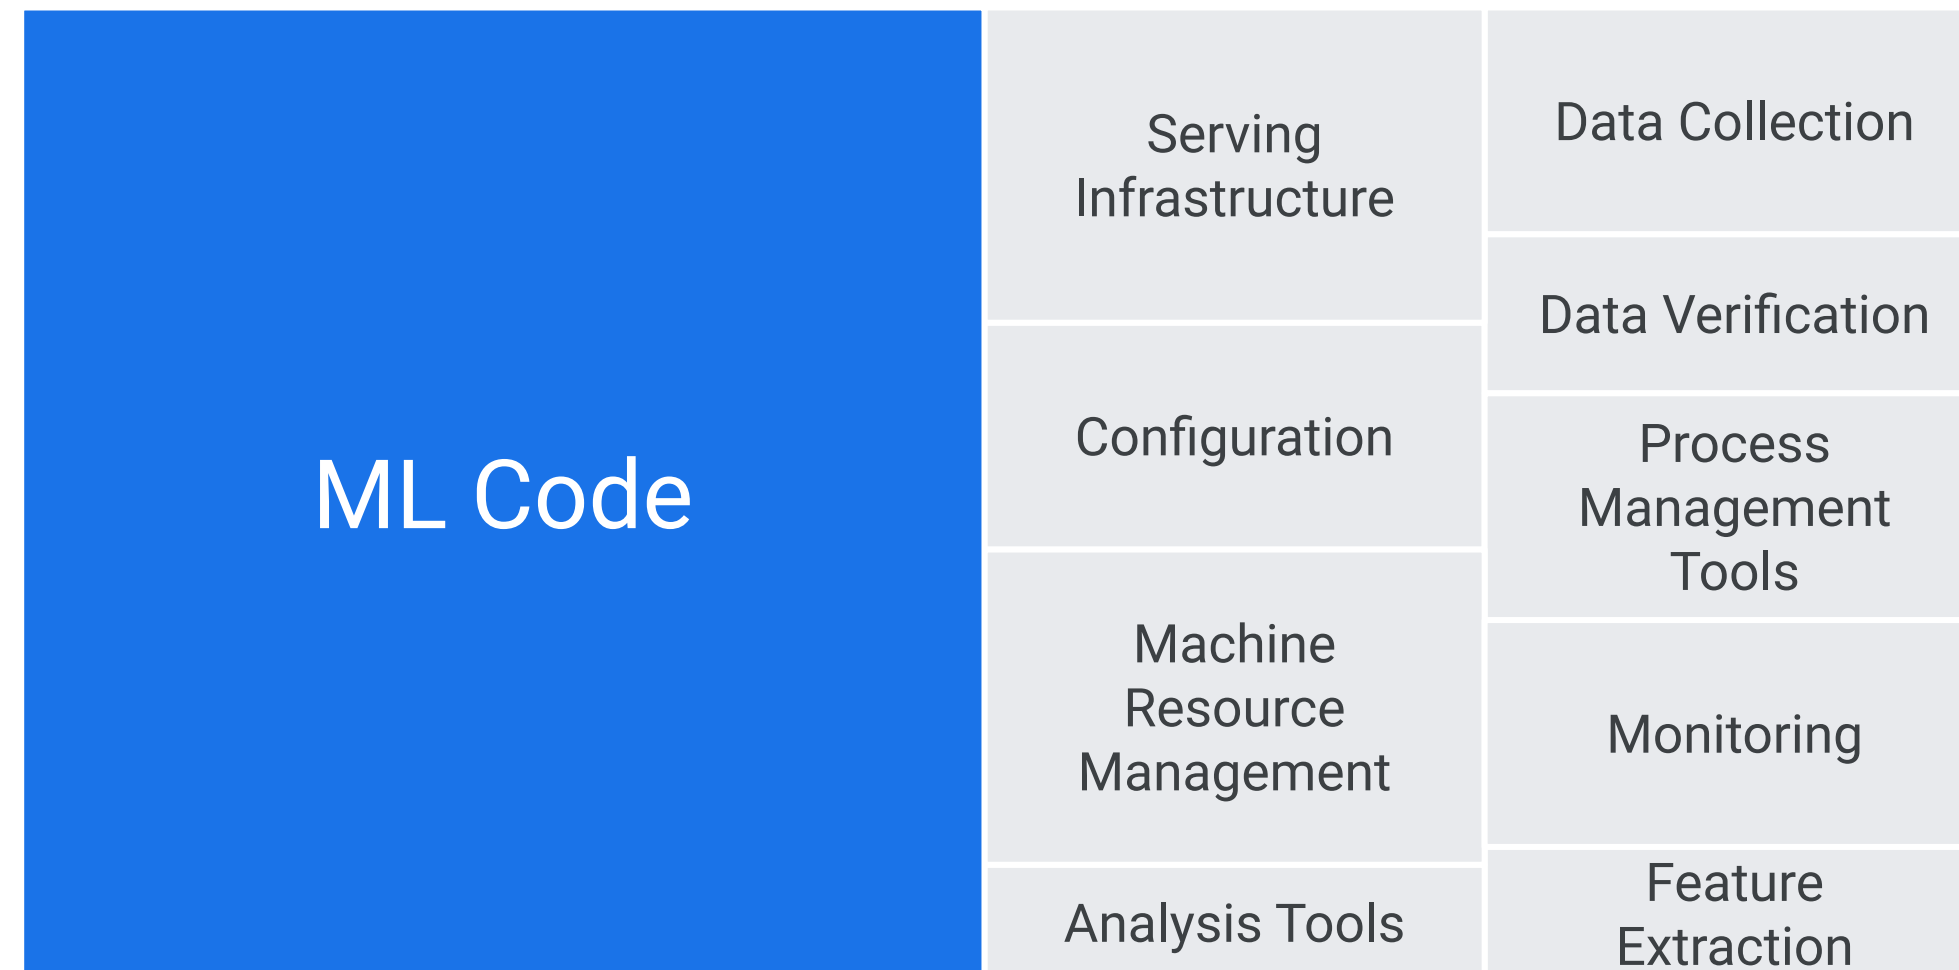 ML Code
Serving
Infrastructure
Configuration
Machine
Resource
Management
Analysis Tools
Data Collection
Data Verification
Process
Management
Tools
Monitoring
Feature
Extraction